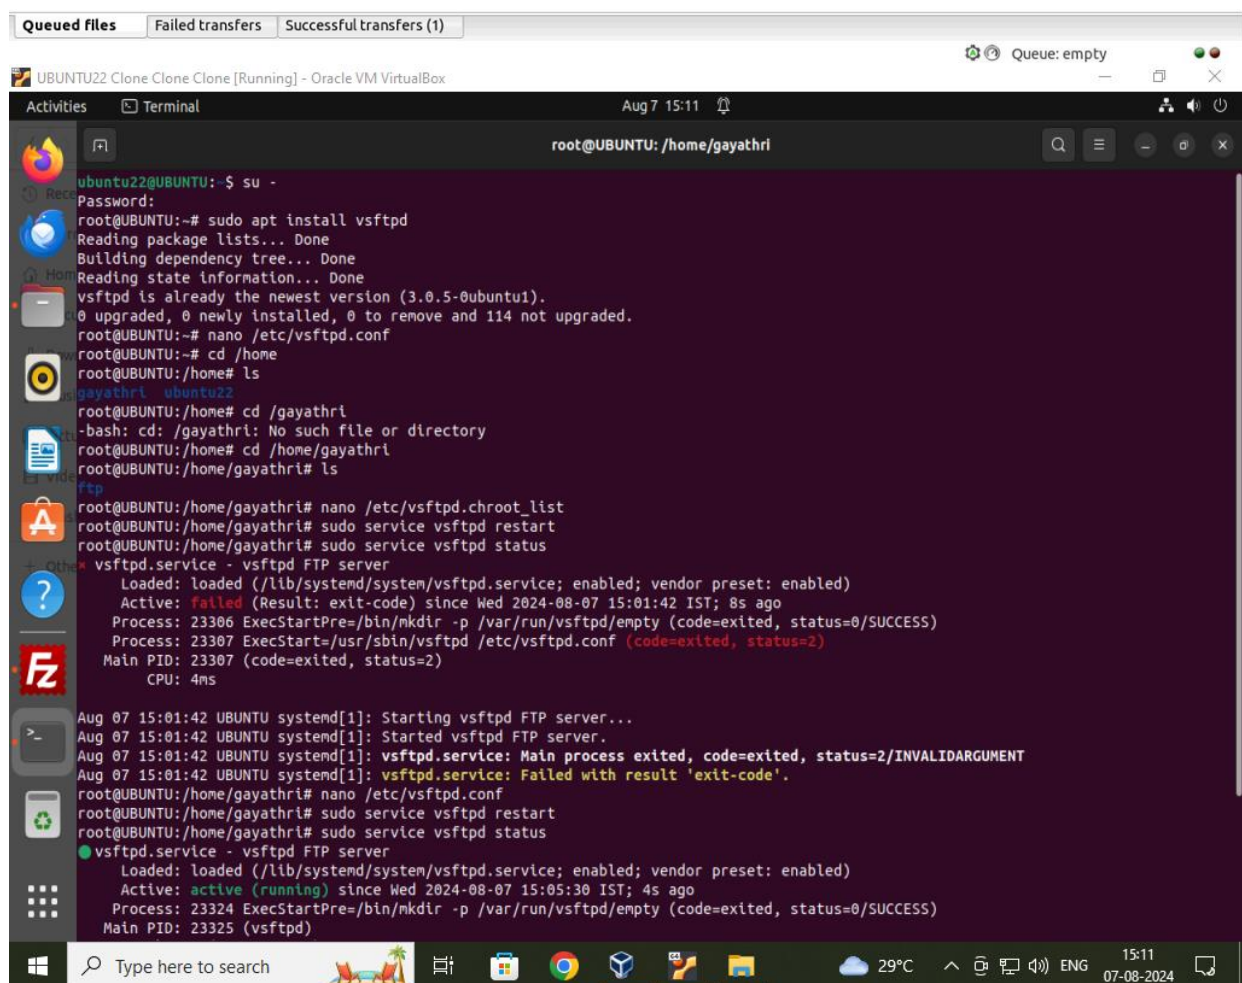 Queued files Failed transfers Successful transfers (1)
Queue: empty
UBUNTU22 Clone Clone Clone [Running] - Oracle VM VirtualBox
Activities Terminal Aug 7 15:11
root@UBUNTU: /home/gayathri
ubuntu22@UBUNTU:~$ su -
Password:
root@UBUNTU:~# sudo apt install vsftpd
Reading package lists... Done
Building dependency tree... Done
Reading state information... Done
vsftpd is already the newest version (3.0.5-0ubuntu1).
0 upgraded, 0 newly installed, 0 to remove and 114 not upgraded.
root@UBUNTU:~# nano /etc/vsftpd.conf
root@UBUNTU:~# cd /home
root@UBUNTU:/home# ls
gayathri ubuntu22
root@UBUNTU:/home# cd /gayathri
-bash: cd: /gayathri: No such file or directory
root@UBUNTU:/home# cd /home/gayathri
root@UBUNTU:/home/gayathri# ls
ftp
root@UBUNTU:/home/gayathri# nano /etc/vsftpd.chroot_list
root@UBUNTU:/home/gayathri# sudo service vsftpd restart
root@UBUNTU:/home/gayathri# sudo service vsftpd status
× vsftpd.service - vsftpd FTP server
Loaded: loaded (/lib/systemd/system/vsftpd.service; enabled; vendor preset: enabled)
Active: failed (Result: exit-code) since Wed 2024-08-07 15:01:42 IST; 8s ago
Process: 23306 ExecStartPre=/bin/mkdir -p /var/run/vsftpd/empty (code=exited, status=0/SUCCESS)
Process: 23307 ExecStart=/usr/sbin/vsftpd /etc/vsftpd.conf (code=exited, status=2)
Main PID: 23307 (code=exited, status=2)
CPU: 4ms
Aug 07 15:01:42 UBUNTU systemd[1]: Starting vsftpd FTP server...
Aug 07 15:01:42 UBUNTU systemd[1]: Started vsftpd FTP server.
Aug 07 15:01:42 UBUNTU systemd[1]: vsftpd.service: Main process exited, code=exited, status=2/INVALIDARGUMENT
Aug 07 15:01:42 UBUNTU systemd[1]: vsftpd.service: Failed with result 'exit-code'.
root@UBUNTU:/home/gayathri# nano /etc/vsftpd.conf
root@UBUNTU:/home/gayathri# sudo service vsftpd restart
root@UBUNTU:/home/gayathri# sudo service vsftpd status
● vsftpd.service - vsftpd FTP server
Loaded: loaded (/lib/systemd/system/vsftpd.service; enabled; vendor preset: enabled)
Active: active (running) since Wed 2024-08-07 15:05:30 IST; 4s ago
Process: 23324 ExecStartPre=/bin/mkdir -p /var/run/vsftpd/empty (code=exited, status=0/SUCCESS)
Main PID: 23325 (vsftpd)
Type here to search 29°C ENG 15:11
07-08-2024